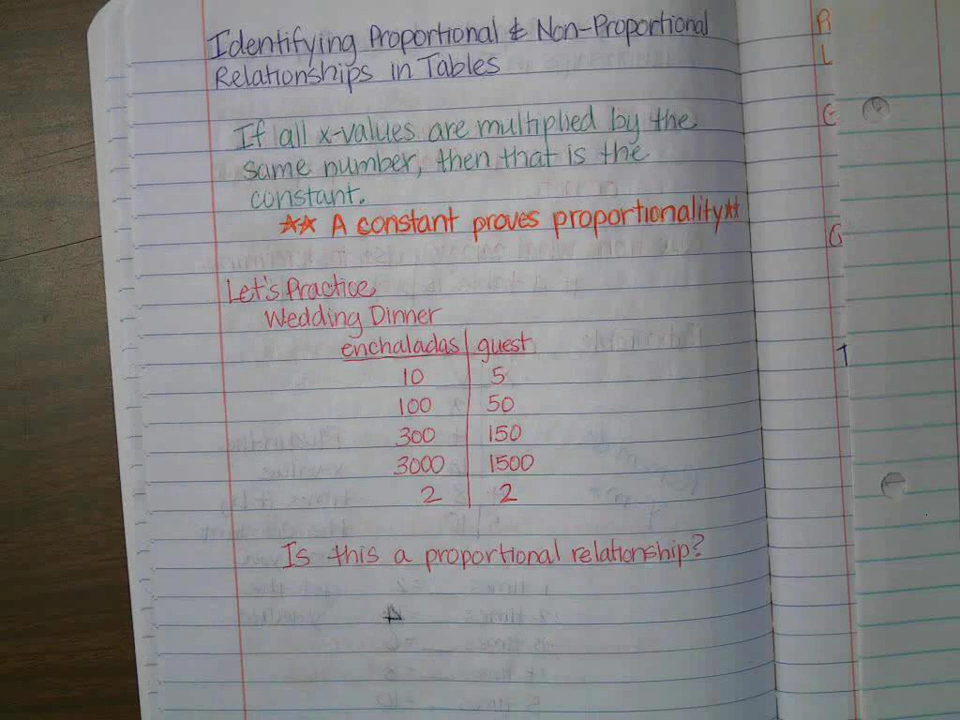 Identifying Proportional & Non-Proportional
Relationships in Tables
If all x-values are multiplied by the
same number, then that is the
constant.
** A constant proves proportionality**
Let's Practice,
Wedding Dinner
enchaladas | guest
10 | 5
100 | 50
300 | 150
3000 | 1500
2 | 2
Is this a proportional relationship?